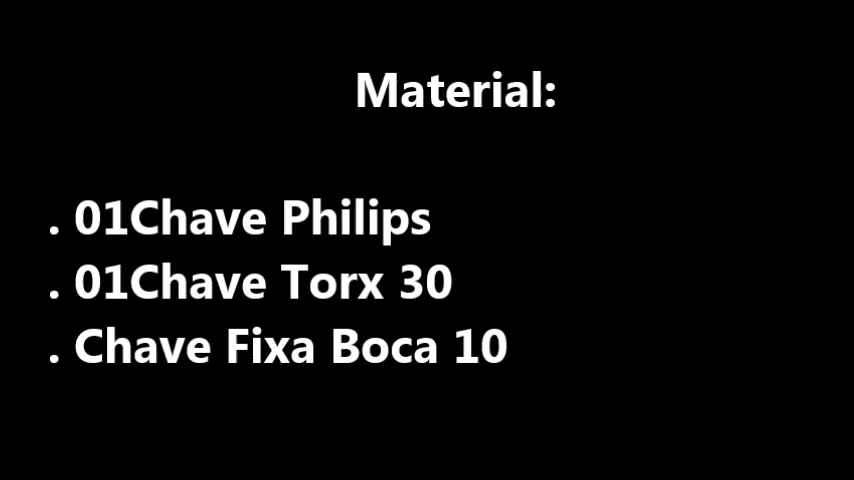 Material:
. 01Chave Philips
. 01Chave Torx 30
. Chave Fixa Boca 10